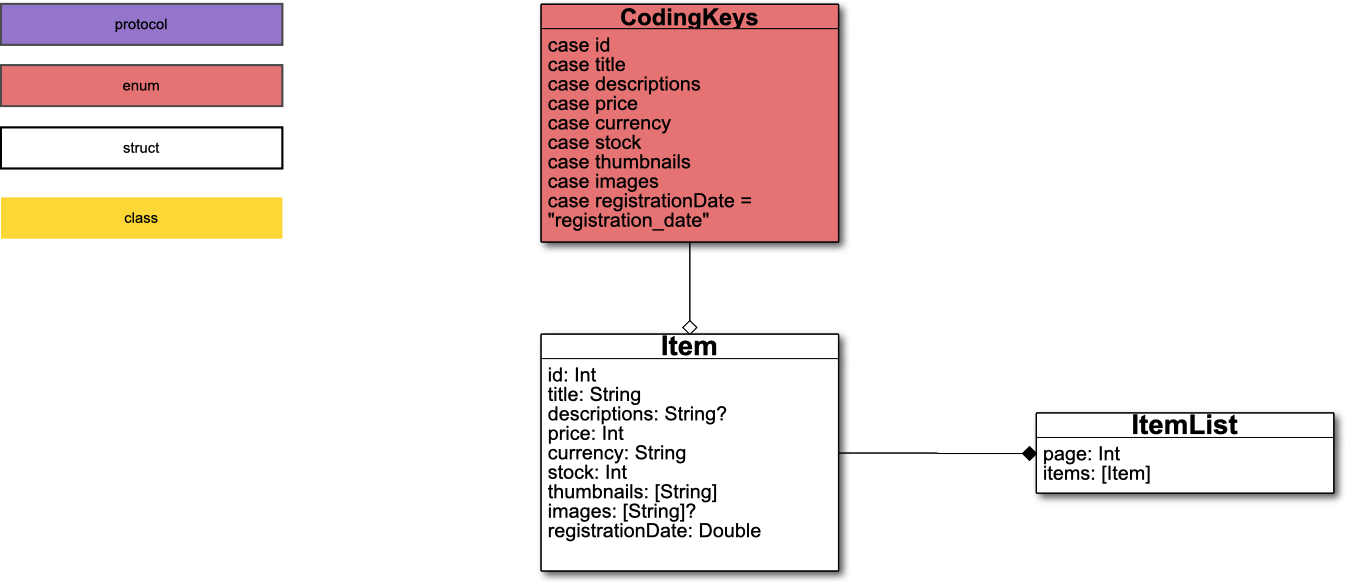 protocol
enum
struct
class
CodingKeys
case id
case title
case descriptions
case price
case currency
case stock
case thumbnails
case images
case registrationDate =
"registration_date"
Item
id: Int
title: String
descriptions: String?
price: Int
currency: String
stock: Int
thumbnails: [String]
images: [String]?
registrationDate: Double
ItemList
page: Int
items: [Item]